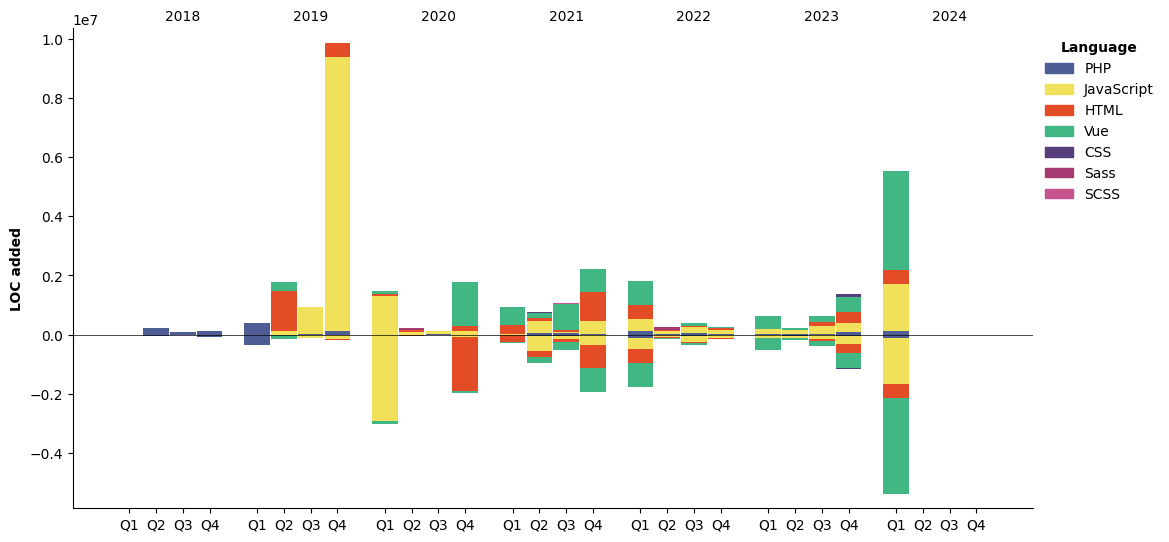 1e7
2018 2019 2020 2021 2022 2023 2024
Language
PHP
JavaScript
HTML
Vue
CSS
Sass
SCSS
LOC added
1.0
0.8
0.6
0.4
0.2
0.0
−0.2
−0.4
Q1 Q2 Q3 Q4 Q1 Q2 Q3 Q4 Q1 Q2 Q3 Q4 Q1 Q2 Q3 Q4 Q1 Q2 Q3 Q4 Q1 Q2 Q3 Q4 Q1 Q2 Q3 Q4